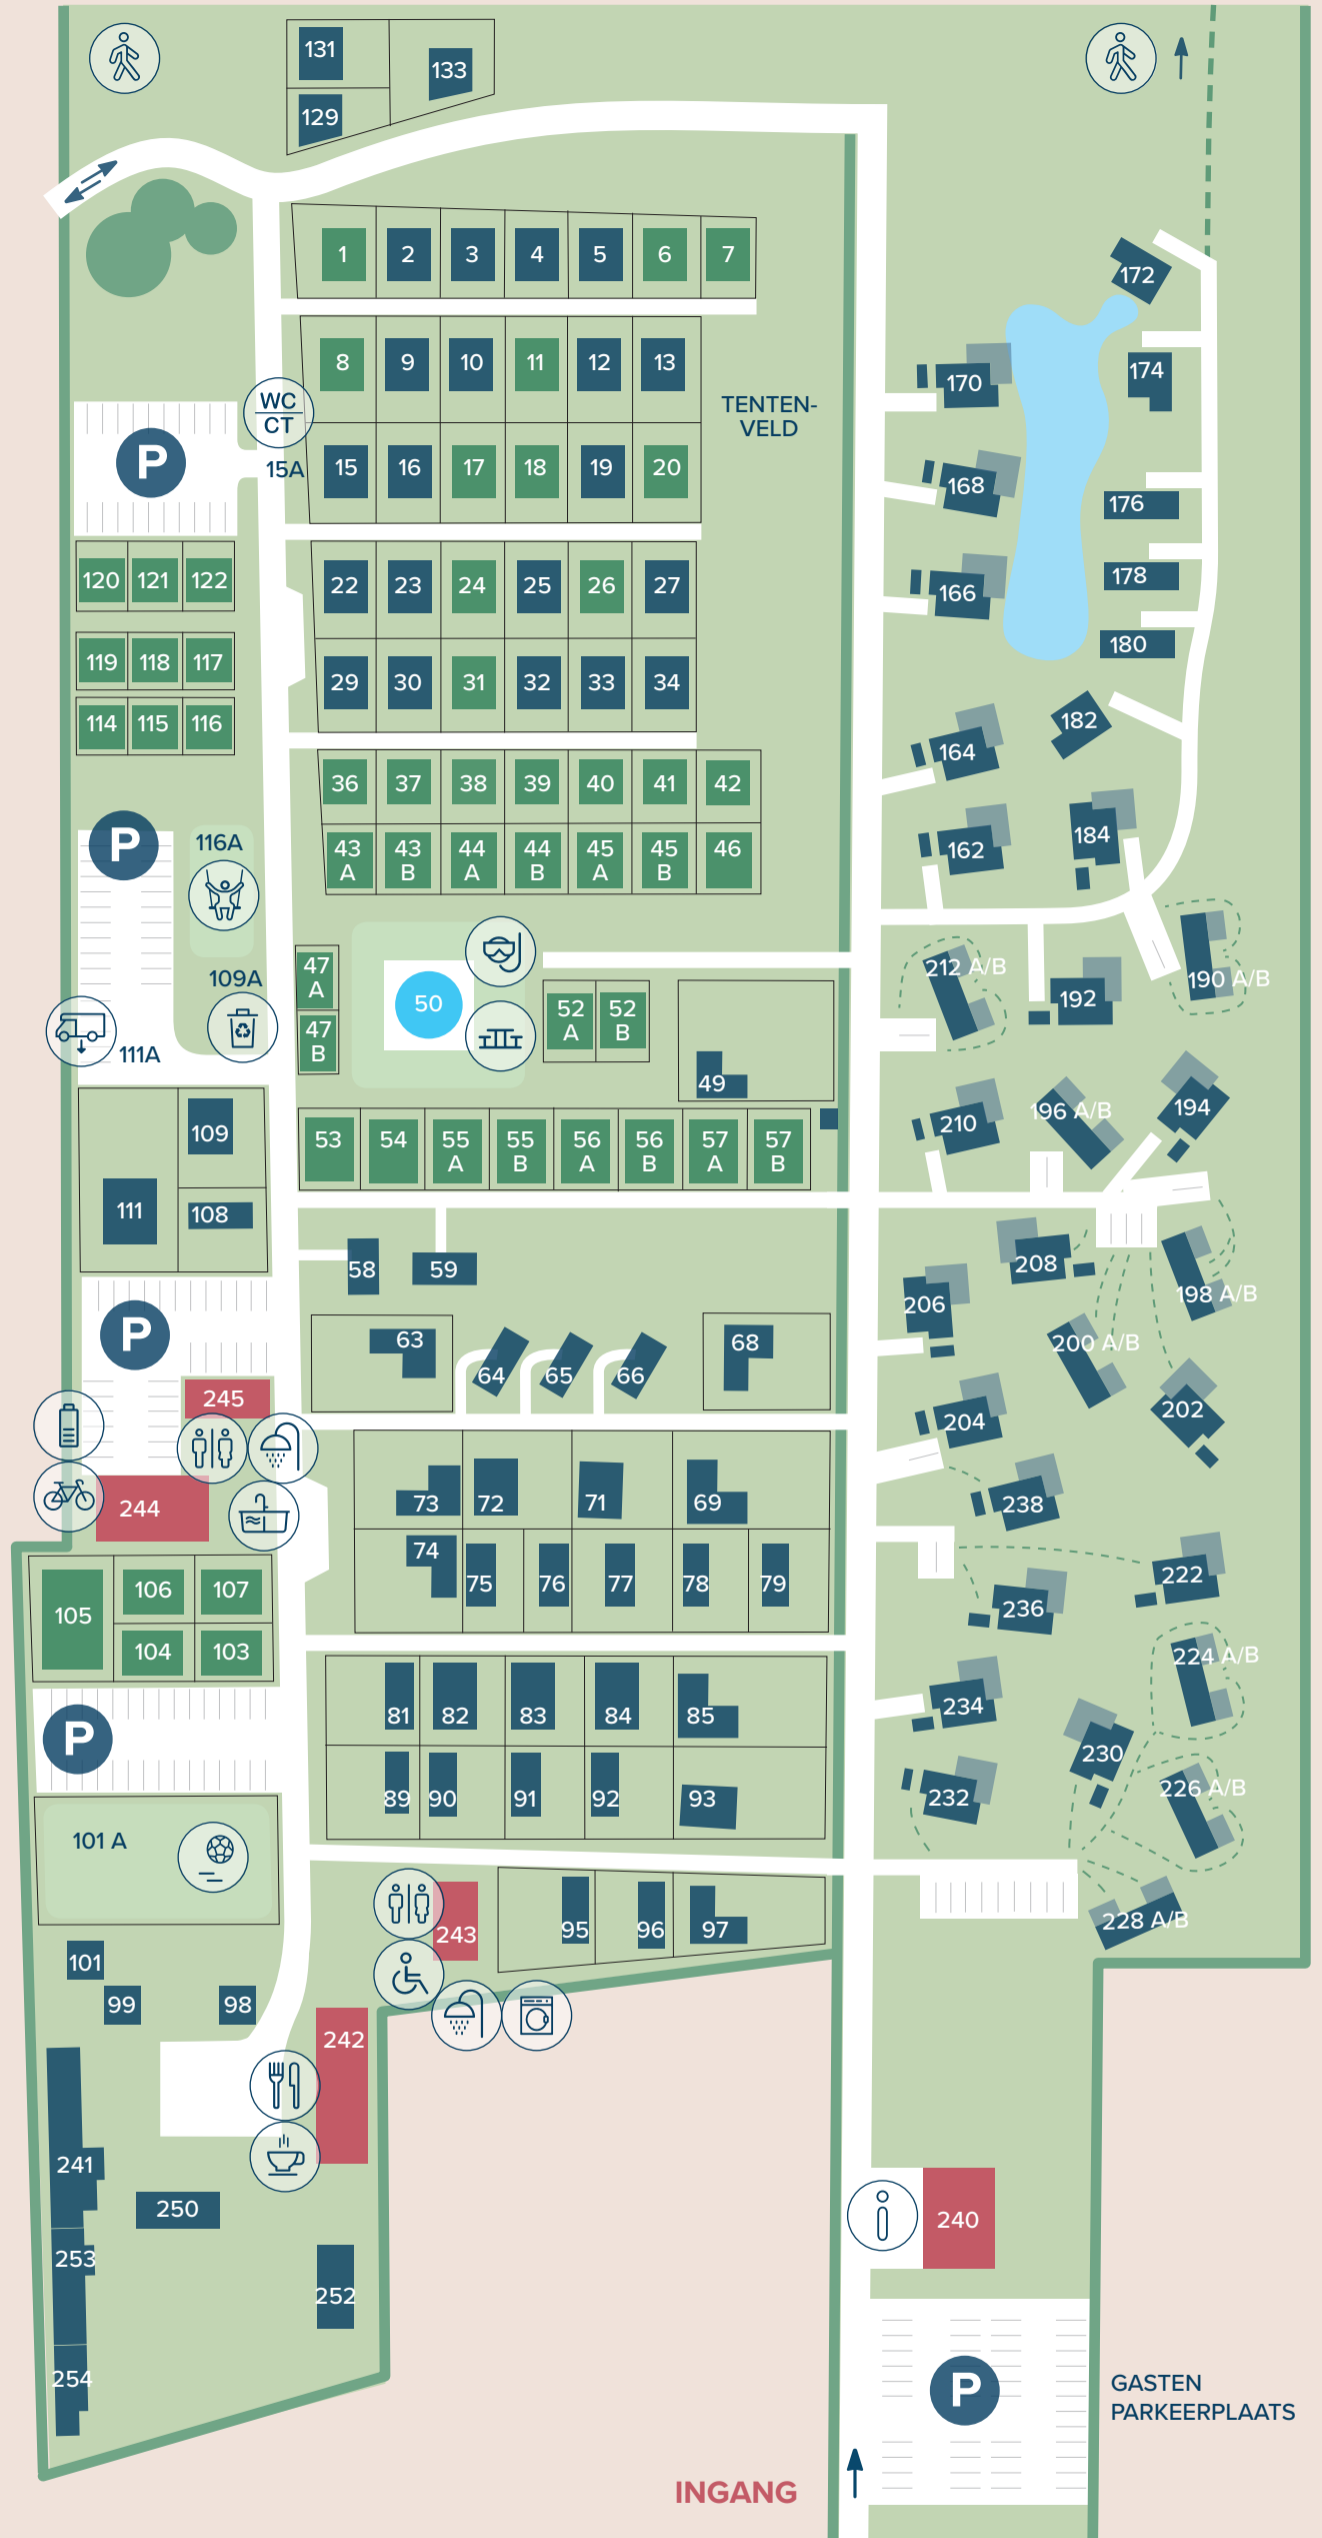 131
133
129
1 2 3 4 5 6 7
172
8 9 10 11 12 13
170
174
WC
CT
TENTEN-
VELD
P
15A
15 16 17 18 19 20
168
176
120 121 122
22 23 24 25 26 27
166
178
180
119 118 117
29 30 31 32 33 34
114 115 116
182
164
36 37 38 39 40 41 42
P
116A
43 A
43 B
44 A
44 B
45 A
45 B
46
162
184
47 A
212 A/B
190 A/B
109A
50
52 A
52 B
192
111A
47 B
49
109
53
54
55 A
55 B
56 A
56 B
57 A
57 B
210
196 A/B
194
111
108
58
59
208
206
198 A/B
P
63
64
65
66
68
200 A/B
245
204
202
244
73 72 71 69
238
74
75 76 77 78 79
222
105
106 107
104 103
236
224 A/B
P
81 82 83 84 85
234
230
89 90 91 92 93
232
226 A/B
101 A
243
95 96 97
228 A/B
101
99
98
242
241
250
240
253
252
254
P
GASTEN
PARKEERPLAATS
INGANG